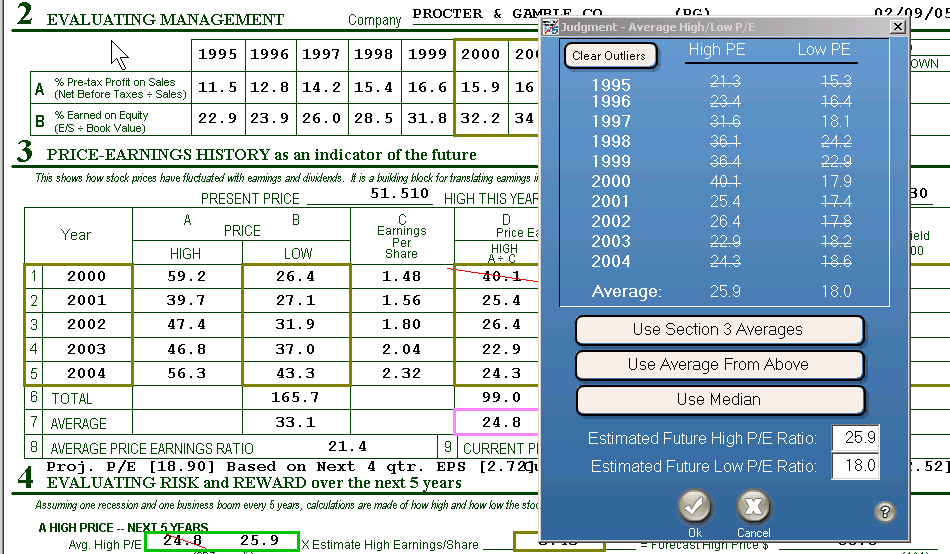 2 EVALUATING MANAGEMENT Company PROCTER & GAMBLE CO. (PG) 02/09/05
1995 1996 1997 1998 1999 2000
A % Pre-tax Profit on Sales (Net Before Taxes ÷ Sales) 11.5 12.8 14.2 15.4 16.6 15.9 16
B % Earned on Equity (E/S ÷ Book Value) 22.9 23.9 26.0 28.5 31.8 32.2 34
3 PRICE-EARNINGS HISTORY as an indicator of the future
This shows how stock prices have fluctuated with earnings and dividends. It is a building block for translating earnings
PRESENT PRICE 51.510 HIGH THIS YEAR
Year A PRICE B C Earnings Per Share D
HIGH LOW HIGH A ÷ C
1 2000 59.2 26.4 1.48 40.1
2 2001 39.7 27.1 1.56 25.4
3 2002 47.4 31.9 1.80 26.4
4 2003 46.8 37.0 2.04 22.9
5 2004 56.3 43.3 2.32 24.3
6 TOTAL 165.7 99.0
7 AVERAGE 33.1 24.8
8 AVERAGE PRICE EARNINGS RATIO 21.4 9 CURRENT
Proj. P/E [18.90] Based on Next 4 qtr. EPS [2.72]
4 EVALUATING RISK and REWARD over the next 5 years
Assuming one recession and one business boom every 5 years, calculations are made of how high and how low the
A HIGH PRICE -- NEXT 5 YEARS
Avg. High P/E 24.8 25.9 X Estimate High Earnings/Share = Forecast High Price $
Judgment - Average High/Low P/E
Clear Outliers High PE Low PE
1995 21.3 15.3
1996 23.4 16.4
1997 31.6 18.1
1998 36.1 24.2
1999 36.4 22.9
2000 40.1 17.9
2001 25.4 17.4
2002 26.4 17.8
2003 22.9 18.2
2004 24.3 18.6
Average: 25.9 18.0
Use Section 3 Averages
Use Average From Above
Use Median
Estimated Future High P/E Ratio: 25.9
Estimated Future Low P/E Ratio: 18.0
Ok Cancel ?